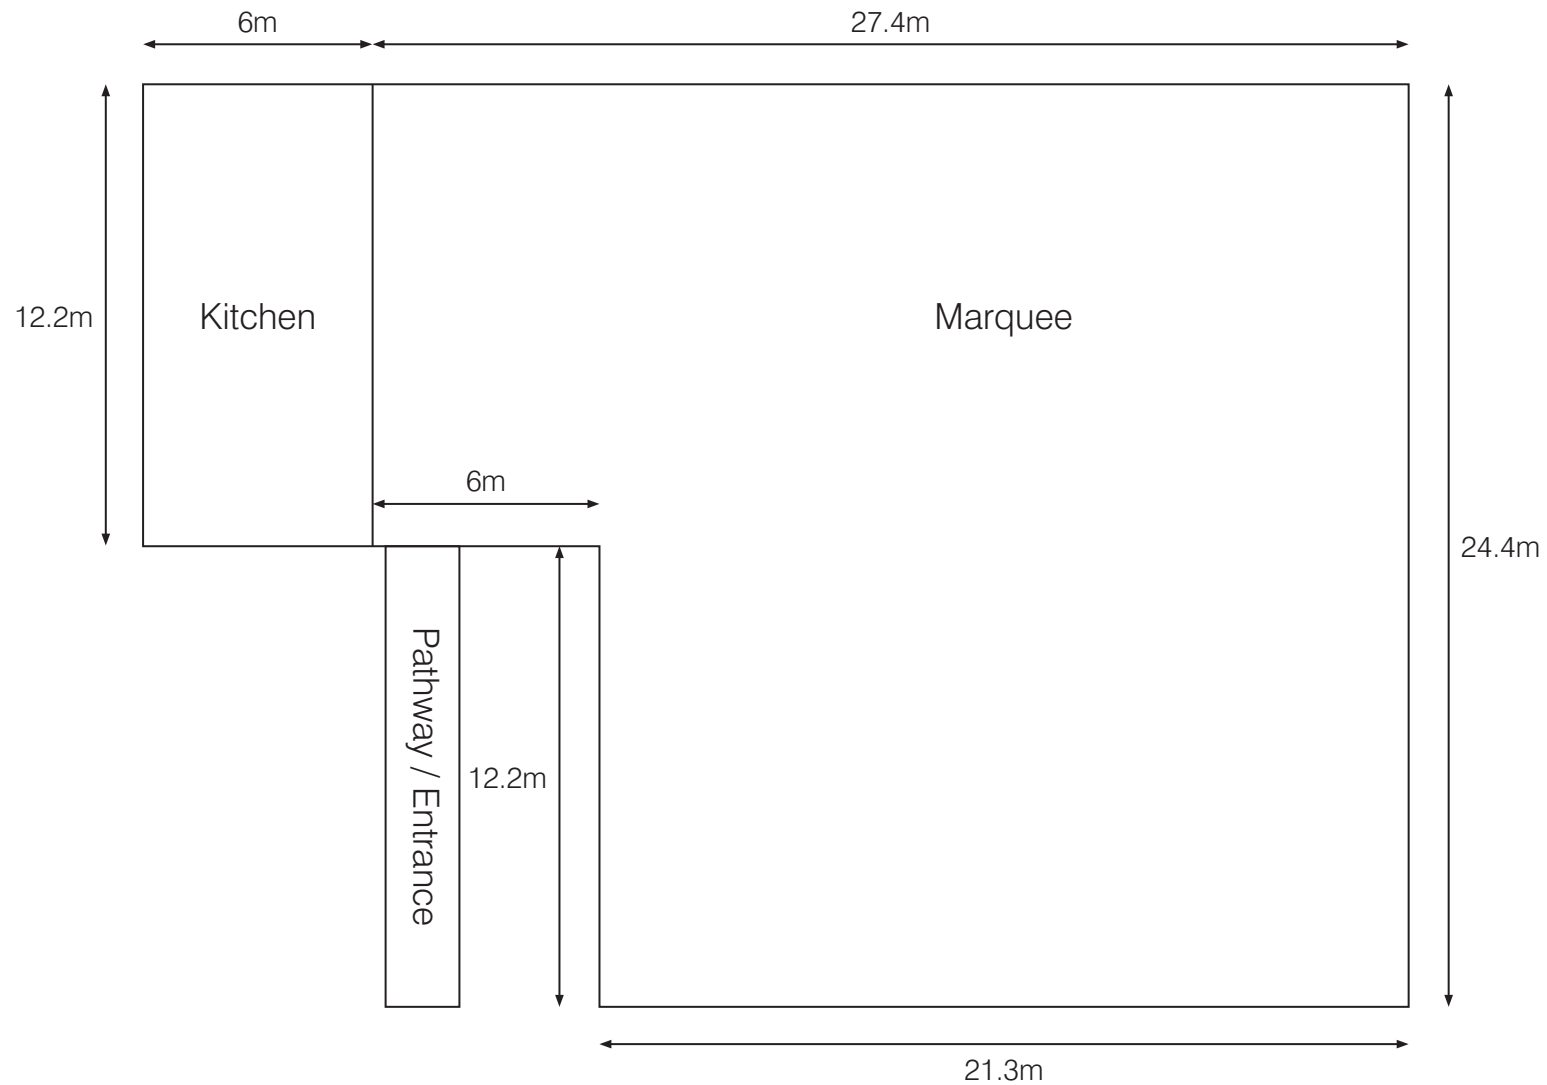 6m
27.4m
12.2m
Kitchen
Marquee
6m
24.4m
Pathway / Entrance
12.2m
21.3m